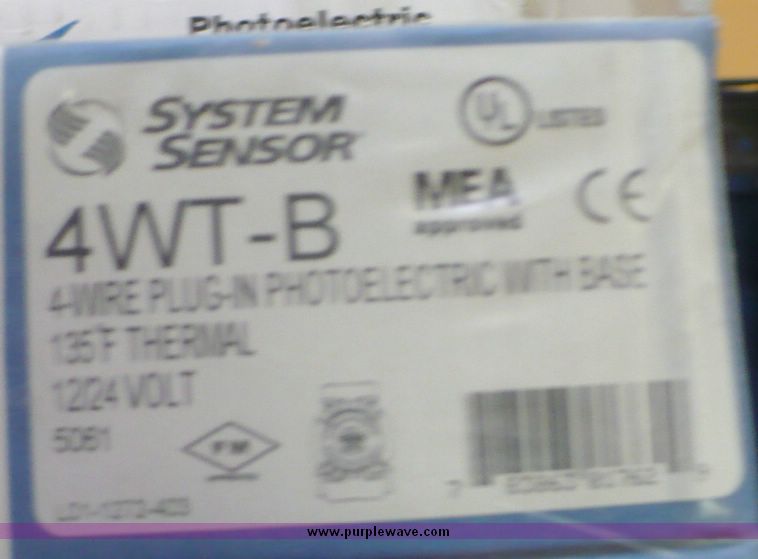 Photoelectric
SYSTEM
SENSOR
UL LISTED
MEA
approved
CE
4WT-B
4-WIRE PLUG-IN PHOTOELECTRIC WITH BASE
135°F THERMAL
12/24 VOLT
5061
FM
www.purplewave.com